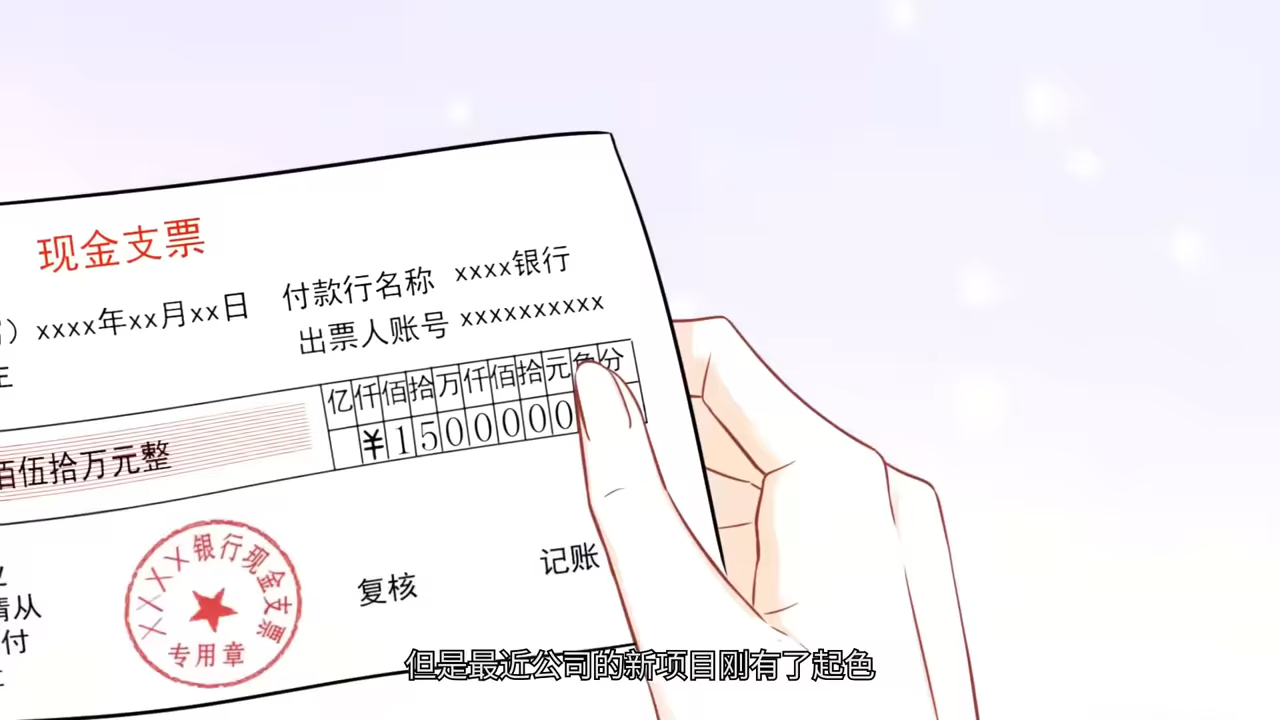 现金支票
）xxxx年xx月xx日
付款行名称 xxxx银行
出票人账号 xxxxxxxxxx
亿仟佰拾万仟佰拾元角分
¥1500000
佰伍拾万元整
XXXX银行现金支票
专用章
复核
记账
请从
付
但是最近公司的新项目刚有了起色